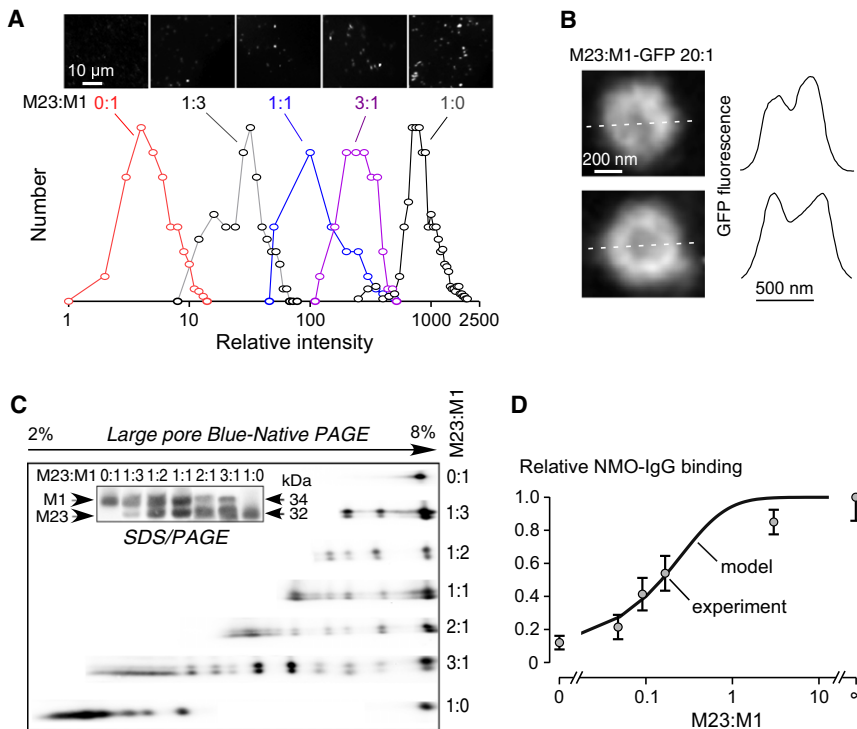 A
10 µm
M23:M1 0:1 1:3 1:1 3:1 1:0
Number
1 10 100 1000 2500
Relative intensity
B
M23:M1-GFP 20:1
200 nm
GFP fluorescence
500 nm
C
2% Large pore Blue-Native PAGE 8%
M23:M1
M23:M1 0:1 1:3 1:2 1:1 2:1 3:1 1:0 kDa
M1 34
M23 32
SDS/PAGE
0:1
1:3
1:2
1:1
2:1
3:1
1:0
D
Relative NMO-IgG binding
1.0
0.8
0.6
0.4
0.2
0
model
experiment
0 0.1 1 10
M23:M1